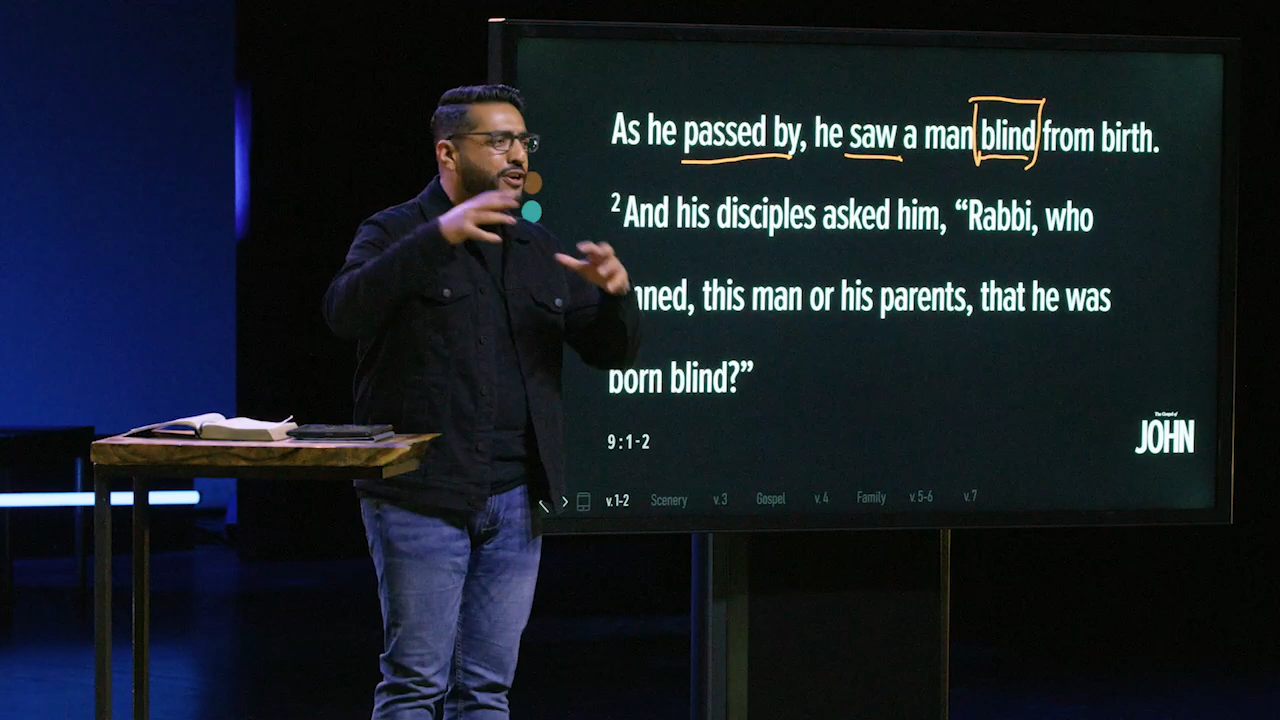 As he passed by, he saw a man blind from birth.
2 And his disciples asked him, “Rabbi, who
nned, this man or his parents, that he was
born blind?”
9:1-2
The Gospel of
JOHN
v.1-2 Scenery v.3 Gospel v.4 Family v.5-6 v.7